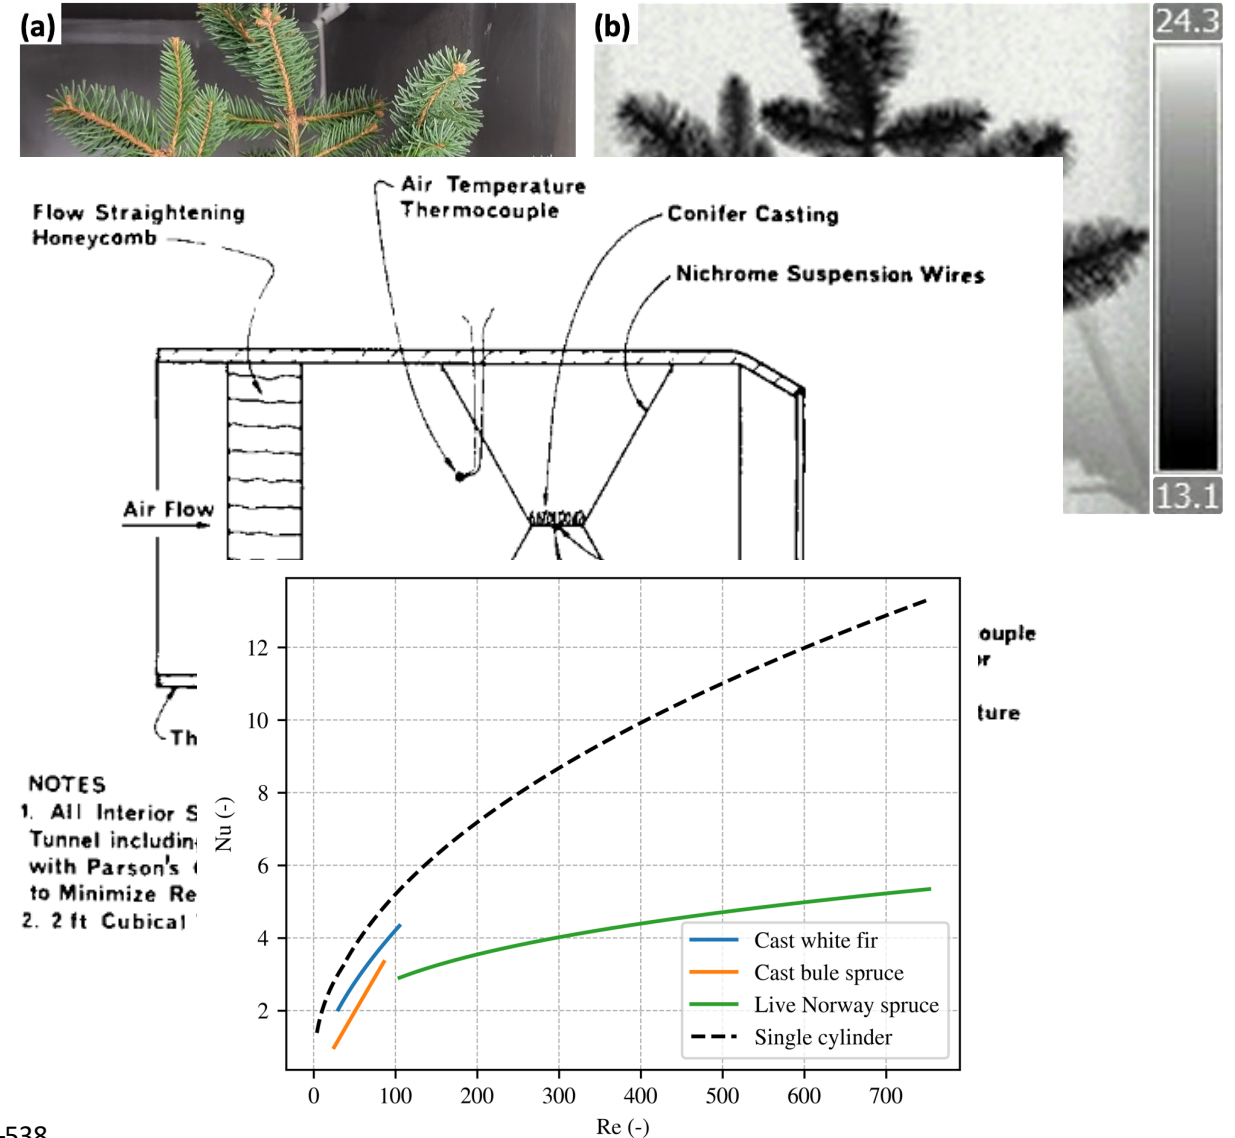 (a)
(b)
24.3
13.1
Flow Straightening
Honeycomb
Air Temperature
Thermocouple
Conifer Casting
Nichrome Suspension Wires
Air Flow
Th
NOTES
1. All Interior S
Tunnel includin
with Parson's
to Minimize Re
2. 2 ft Cubical
ouple
r
ture
Nu (-)
12
10
8
6
4
2
0
100
200
300
400
500
600
700
Re (-)
Cast white fir
Cast bule spruce
Live Norway spruce
Single cylinder
-538